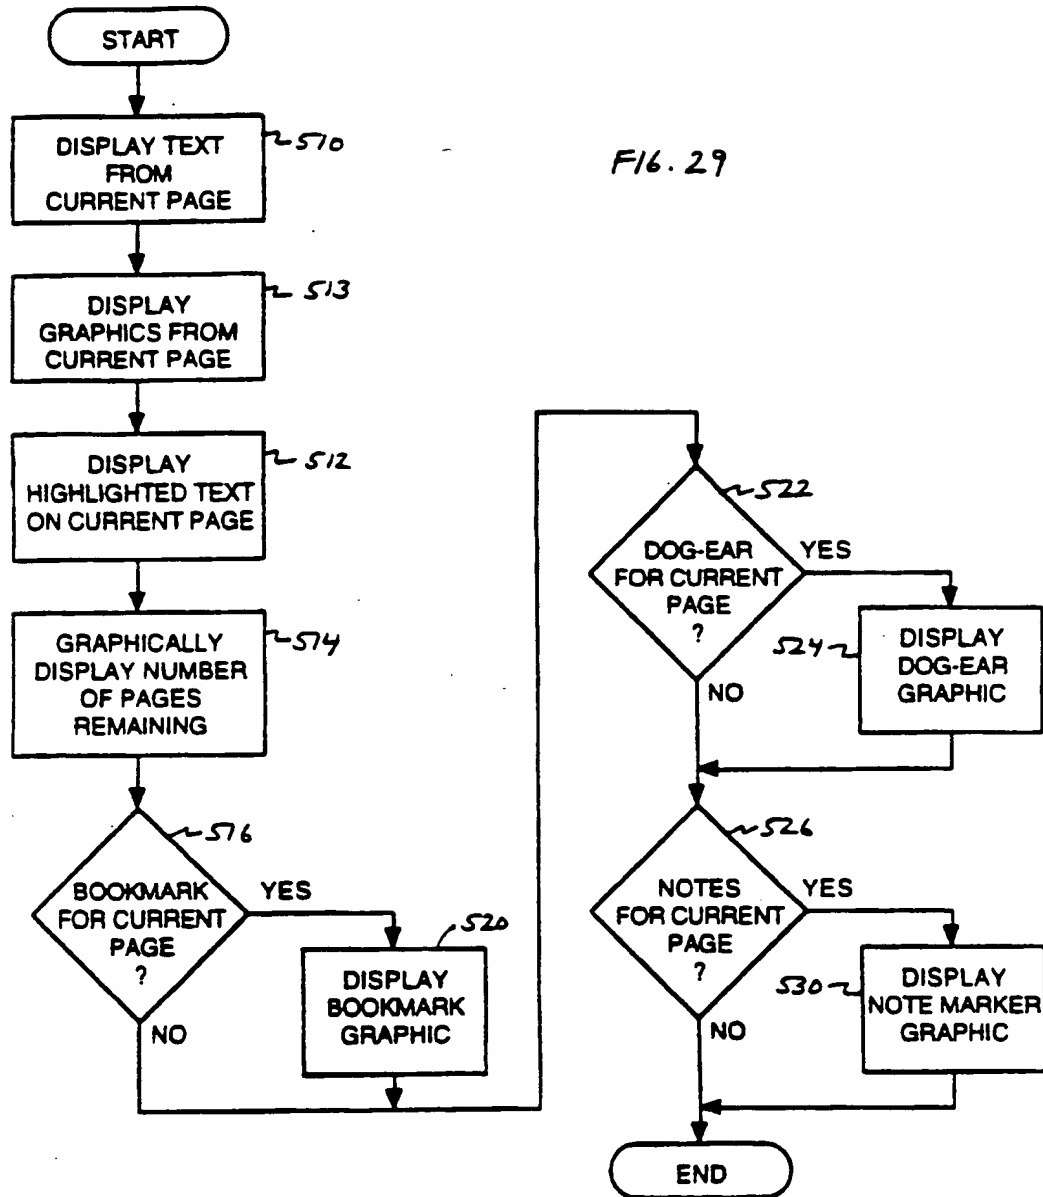 START
DISPLAY TEXT
FROM
CURRENT PAGE
510
FIG. 29
DISPLAY
GRAPHICS FROM
CURRENT PAGE
513
DISPLAY
HIGHLIGHTED TEXT
ON CURRENT PAGE
512
GRAPHICALLY
DISPLAY NUMBER
OF PAGES
REMAINING
514
BOOKMARK
FOR CURRENT
PAGE
?
516
YES
NO
520
DISPLAY
BOOKMARK
GRAPHIC
522
DOG-EAR
FOR CURRENT
PAGE
?
YES
NO
524
DISPLAY
DOG-EAR
GRAPHIC
526
NOTES
FOR CURRENT
PAGE
?
YES
NO
530
DISPLAY
NOTE MARKER
GRAPHIC
END